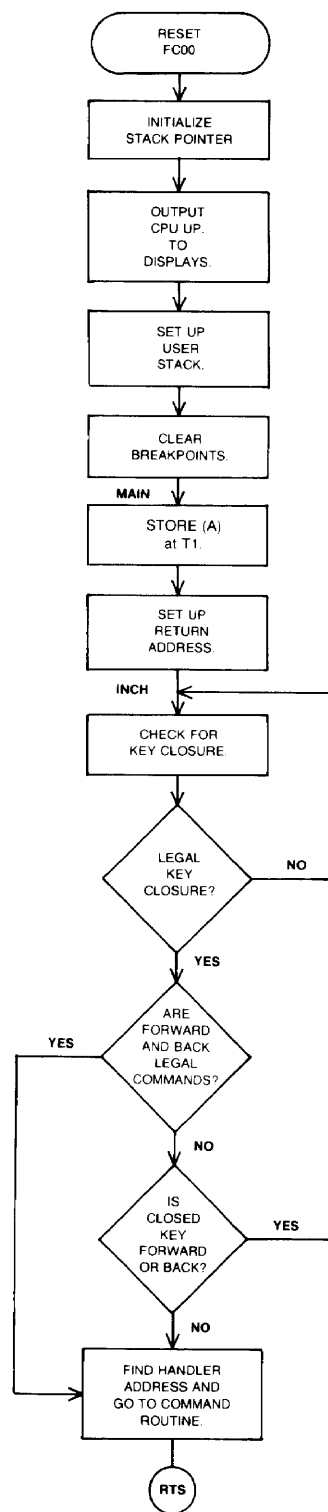 RESET
FC00
INITIALIZE
STACK POINTER
OUTPUT
CPU UP.
TO
DISPLAYS.
SET UP
USER
STACK.
CLEAR
BREAKPOINTS.
MAIN
STORE (A)
at T1.
SET UP
RETURN
ADDRESS.
INCH
CHECK FOR
KEY CLOSURE.
LEGAL
KEY
CLOSURE?
NO
YES
ARE
FORWARD
AND BACK
LEGAL
COMMANDS?
YES
NO
IS
CLOSED
KEY
FORWARD
OR BACK?
YES
NO
FIND HANDLER
ADDRESS AND
GO TO COMMAND
ROUTINE.
RTS